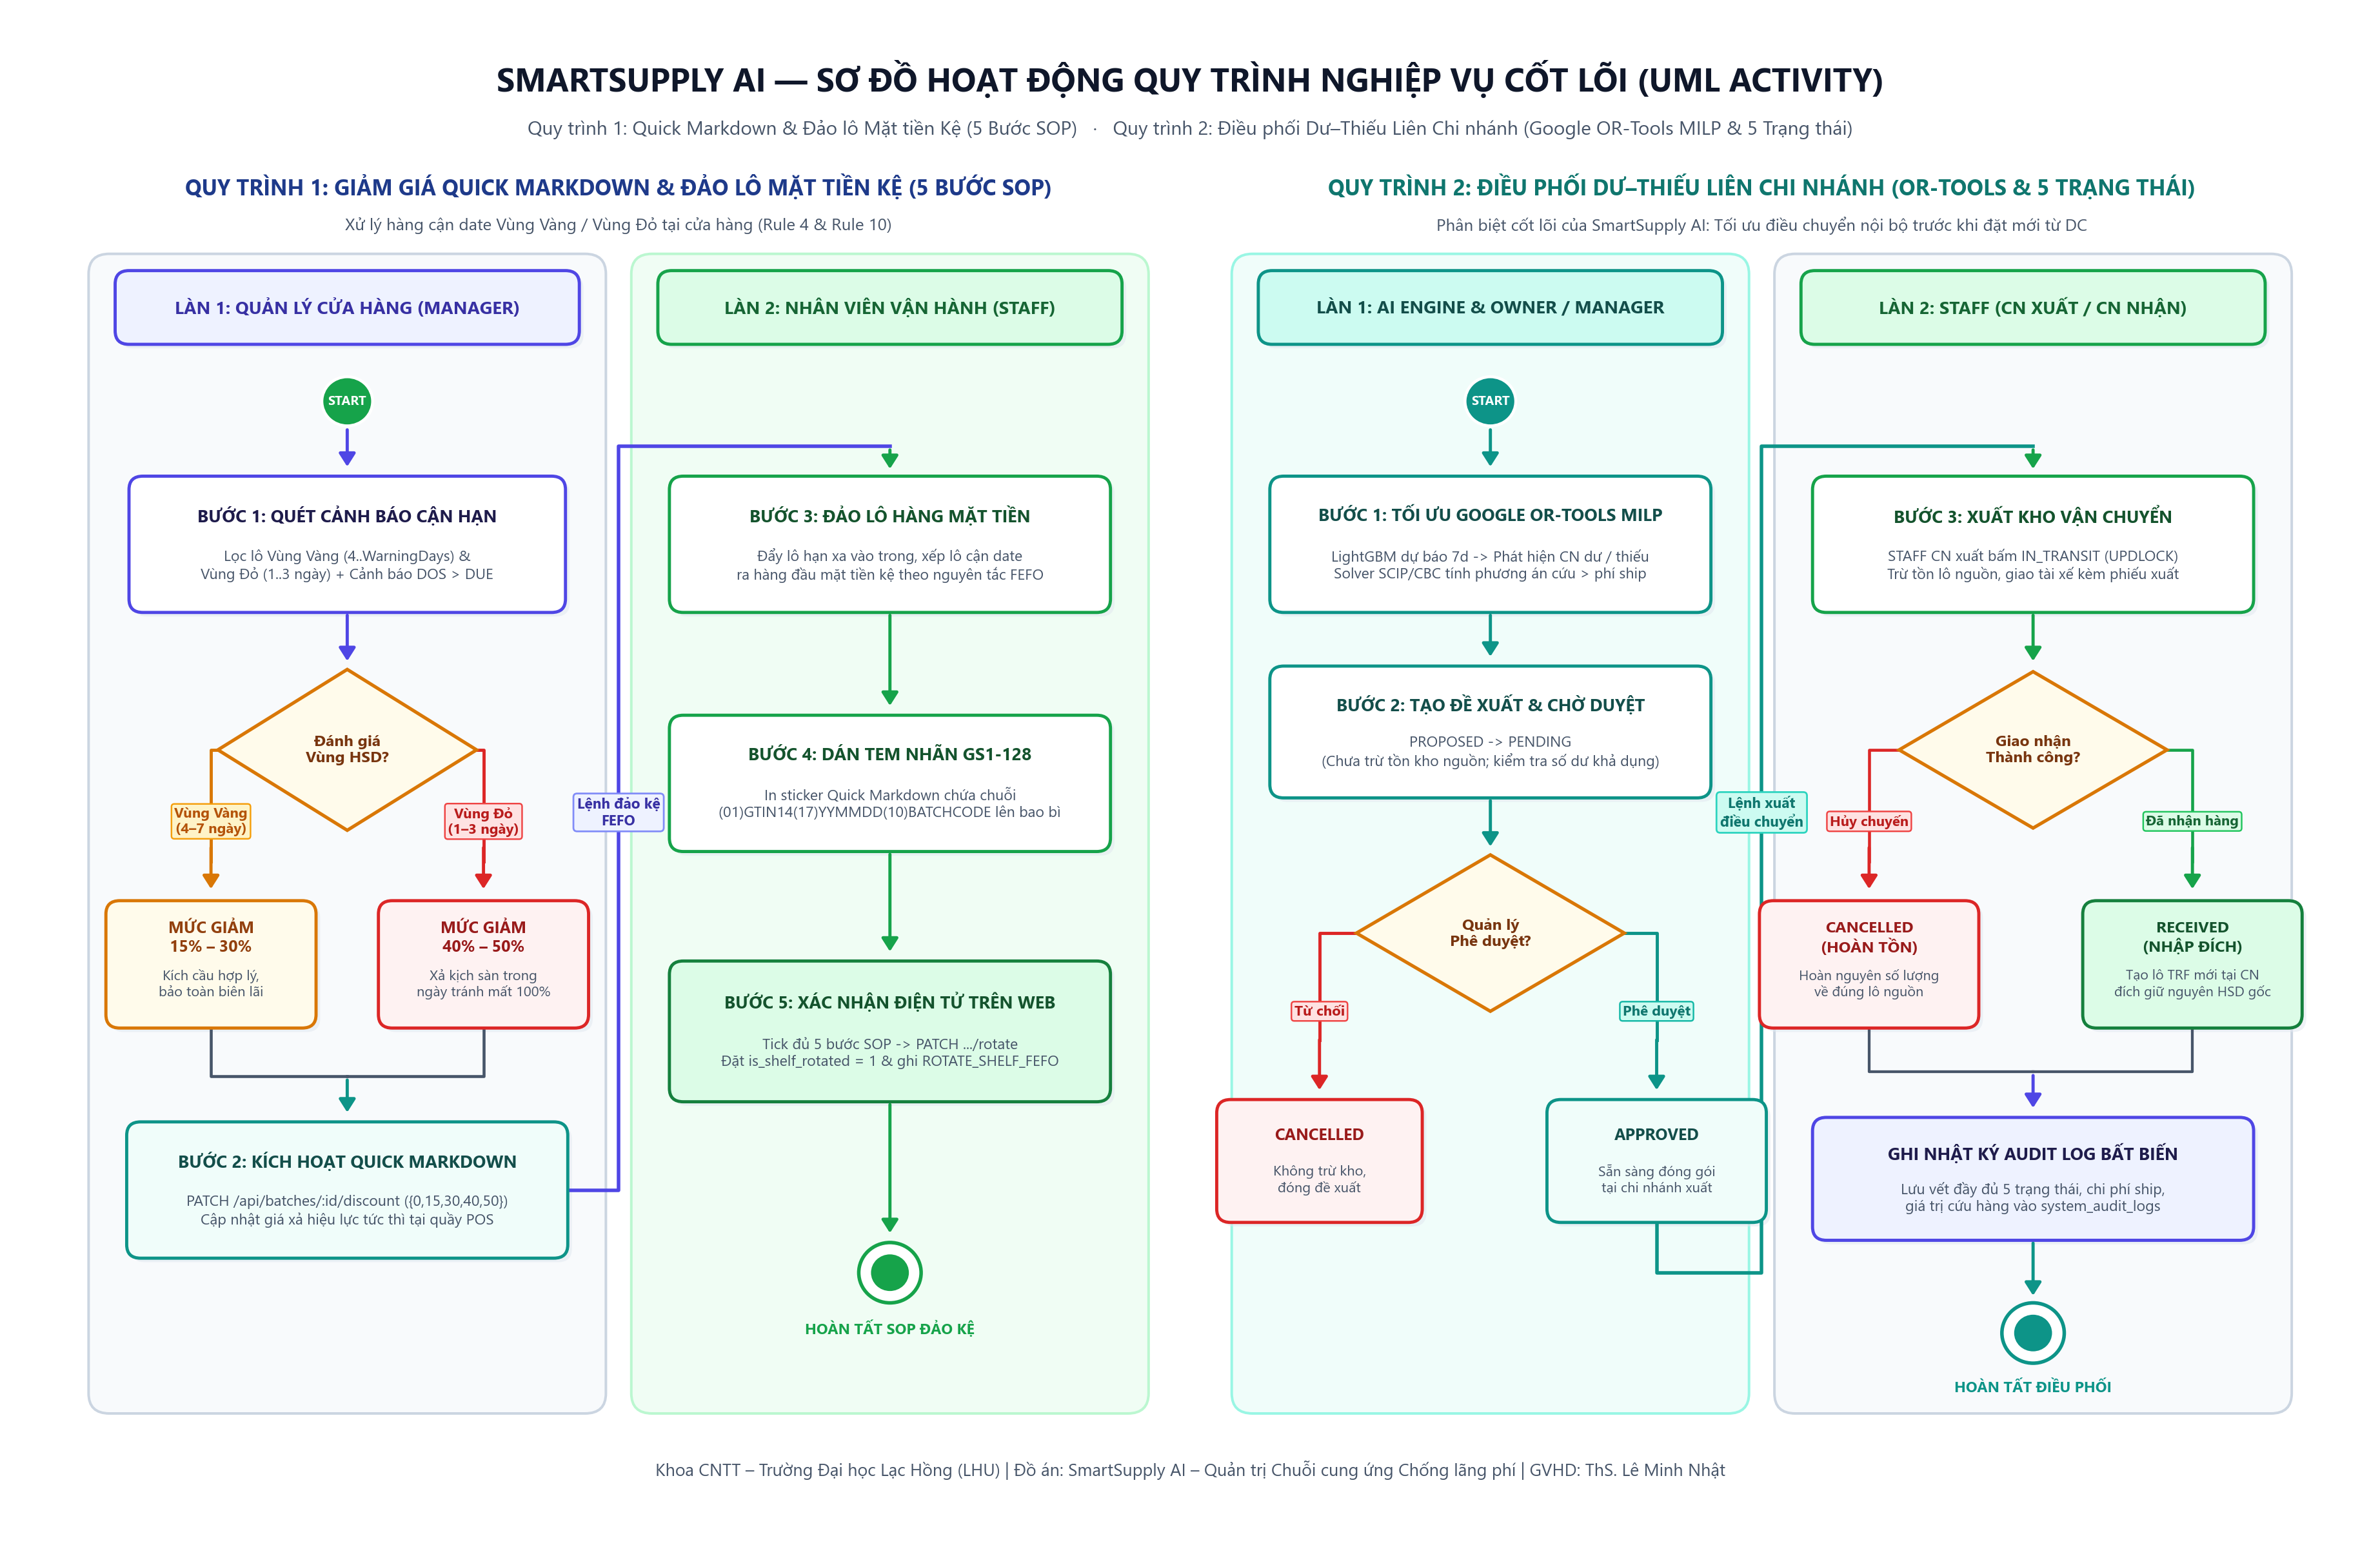 SMARTSUPPLY AI — SƠ ĐỒ HOẠT ĐỘNG QUY TRÌNH NGHIỆP VỤ CỐT LÕI (UML ACTIVITY)
Quy trình 1: Quick Markdown & Đảo lô Mặt tiền Kệ (5 Bước SOP) · Quy trình 2: Điều phối Dư–Thiếu Liên Chi nhánh (Google OR-Tools MILP & 5 Trạng thái)
QUY TRÌNH 1: GIẢM GIÁ QUICK MARKDOWN & ĐẢO LÔ MẶT TIỀN KỆ (5 BƯỚC SOP)
Xử lý hàng cận date Vùng Vàng / Vùng Đỏ tại cửa hàng (Rule 4 & Rule 10)
LÀN 1: QUẢN LÝ CỬA HÀNG (MANAGER)
START
BƯỚC 1: QUÉT CẢNH BÁO CẬN HẠN
Lọc lô Vùng Vàng (4..WarningDays) &
Vùng Đỏ (1..3 ngày) + Cảnh báo DOS > DUE
Đánh giá
Vùng HSD?
Vùng Vàng
(4–7 ngày)
Vùng Đỏ
(1–3 ngày)
MỨC GIẢM
15% – 30%
Kích cầu hợp lý,
bảo toàn biên lãi
MỨC GIẢM
40% – 50%
Xả kịch sàn trong
ngày tránh mất 100%
BƯỚC 2: KÍCH HOẠT QUICK MARKDOWN
PATCH /api/batches/:id/discount ({0,15,30,40,50})
Cập nhật giá xả hiệu lực tức thì tại quầy POS
Lệnh đảo kệ
FEFO
LÀN 2: NHÂN VIÊN VẬN HÀNH (STAFF)
BƯỚC 3: ĐẢO LÔ HÀNG MẶT TIỀN
Đẩy lô hạn xa vào trong, xếp lô cận date
ra hàng đầu mặt tiền kệ theo nguyên tắc FEFO
BƯỚC 4: DÁN TEM NHÃN GS1-128
In sticker Quick Markdown chứa chuỗi
(01)GTIN14(17)YYMMDD(10)BATCHCODE lên bao bì
BƯỚC 5: XÁC NHẬN ĐIỆN TỬ TRÊN WEB
Tick đủ 5 bước SOP -> PATCH .../rotate
Đặt is_shelf_rotated = 1 & ghi ROTATE_SHELF_FEFO
HOÀN TẤT SOP ĐẢO KỆ
QUY TRÌNH 2: ĐIỀU PHỐI DƯ–THIẾU LIÊN CHI NHÁNH (OR-TOOLS & 5 TRẠNG THÁI)
Phân biệt cốt lõi của SmartSupply AI: Tối ưu điều chuyển nội bộ trước khi đặt mới từ DC
LÀN 1: AI ENGINE & OWNER / MANAGER
START
BƯỚC 1: TỐI ƯU GOOGLE OR-TOOLS MILP
LightGBM dự báo 7d -> Phát hiện CN dư / thiếu
Solver SCIP/CBC tính phương án cứu > phí ship
BƯỚC 2: TẠO ĐỀ XUẤT & CHỜ DUYỆT
PROPOSED -> PENDING
(Chưa trừ tồn kho nguồn; kiểm tra số dư khả dụng)
Quản lý
Phê duyệt?
Từ chối
Phê duyệt
CANCELLED
Không trừ kho,
đóng đề xuất
APPROVED
Sẵn sàng đóng gói
tại chi nhánh xuất
Lệnh xuất
điều chuyển
LÀN 2: STAFF (CN XUẤT / CN NHẬN)
BƯỚC 3: XUẤT KHO VẬN CHUYỂN
STAFF CN xuất bấm IN_TRANSIT (UPDLOCK)
Trừ tồn lô nguồn, giao tài xế kèm phiếu xuất
Giao nhận
Thành công?
Hủy chuyến
Đã nhận hàng
CANCELLED
(HOÀN TỒN)
Hoàn nguyên số lượng
về đúng lô nguồn
RECEIVED
(NHẬP ĐÍCH)
Tạo lô TRF mới tại CN
đích giữ nguyên HSD gốc
GHI NHẬT KÝ AUDIT LOG BẤT BIẾN
Lưu vết đầy đủ 5 trạng thái, chi phí ship,
giá trị cứu hàng vào system_audit_logs
HOÀN TẤT ĐIỀU PHỐI
Khoa CNTT – Trường Đại học Lạc Hồng (LHU) | Đồ án: SmartSupply AI – Quản trị Chuỗi cung ứng Chống lãng phí | GVHD: ThS. Lê Minh Nhật